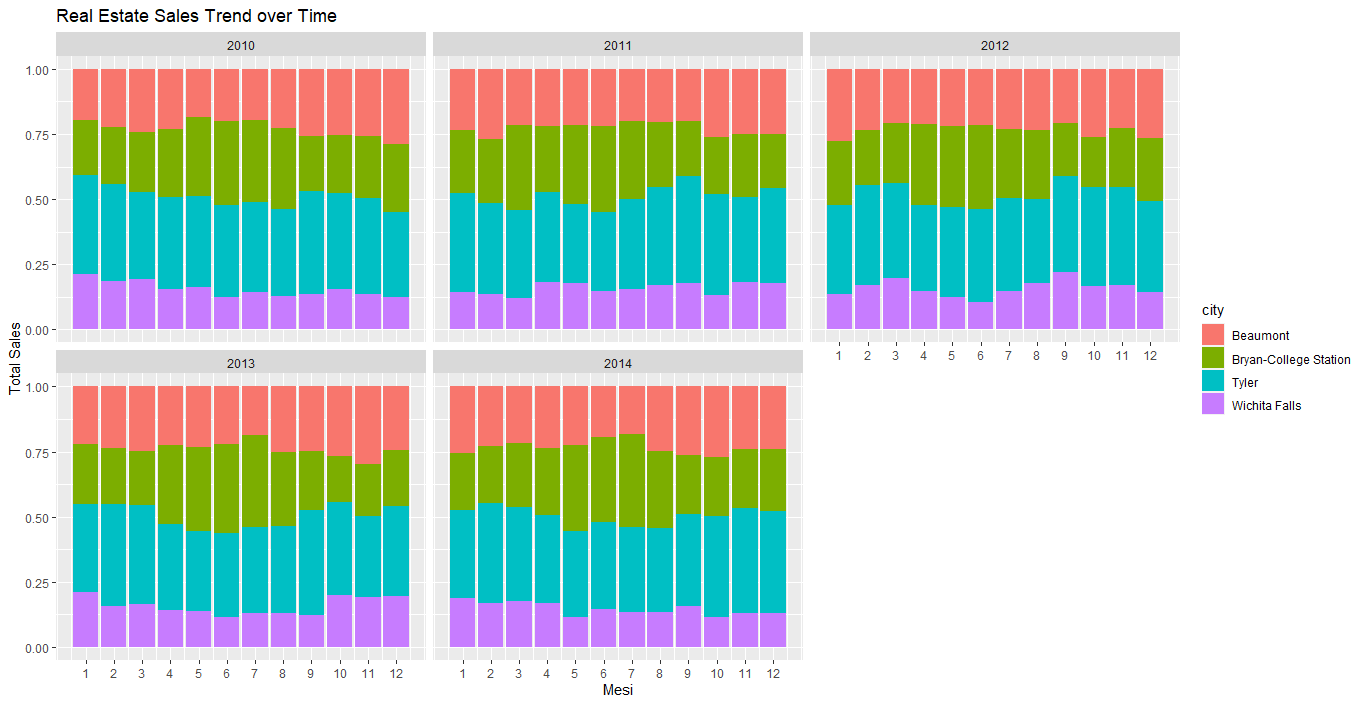 Real Estate Sales Trend over Time
2010
2011
2012
1.00
0.75
0.50
0.25
0.00
1 2 3 4 5 6 7 8 9 10 11 12
2013
2014
1.00
0.75
0.50
0.25
0.00
1 2 3 4 5 6 7 8 9 10 11 12
1 2 3 4 5 6 7 8 9 10 11 12
Total Sales
Mesi
city
Beaumont
Bryan-College Station
Tyler
Wichita Falls